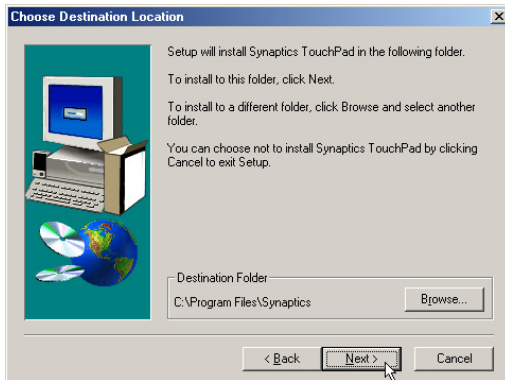 Choose Destination Location
Setup will install Synaptics TouchPad in the following folder.
To install to this folder, click Next.
To install to a different folder, click Browse and select another
folder.
You can choose not to install Synaptics TouchPad by clicking
Cancel to exit Setup.
Destination Folder
C:\Program Files\Synaptics
Browse...
< Back
Next >
Cancel